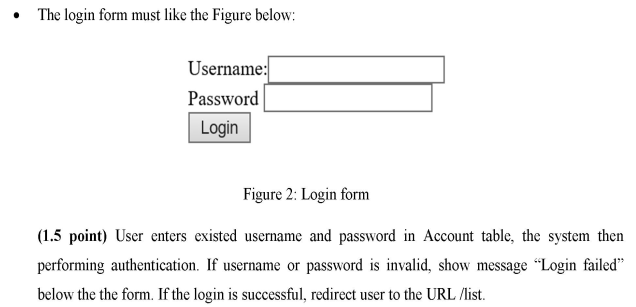 • The login form must like the Figure below:
Username:
Password
Login
Figure 2: Login form
(1.5 point) User enters existed username and password in Account table, the system then
performing authentication. If username or password is invalid, show message “Login failed”
below the the form. If the login is successful, redirect user to the URL /list.